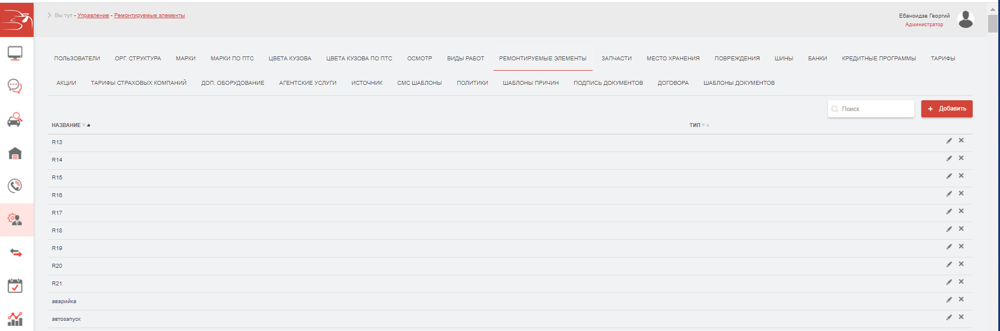 Вы тут - Управление - Ремонтируемые элементы
Ебаноидзе Георгий
Администратор
ПОЛЬЗОВАТЕЛИ ОРГ. СТРУКТУРА МАРКИ МАРКИ ПО ПТС ЦВЕТА КУЗОВА ЦВЕТА КУЗОВА ПО ПТС ОСМОТР ВИДЫ РАБОТ РЕМОНТИРУЕМЫЕ ЭЛЕМЕНТЫ ЗАПЧАСТИ МЕСТО ХРАНЕНИЯ ПОВРЕЖДЕНИЯ ШИНЫ БАНКИ КРЕДИТНЫЕ ПРОГРАММЫ ТАРИФЫ
АКЦИИ ТАРИФЫ СТРАХОВЫХ КОМПАНИЙ ДОП. ОБОРУДОВАНИЕ АГЕНТСКИЕ УСЛУГИ ИСТОЧНИК СМС ШАБЛОНЫ ПОЛИТИКИ ШАБЛОНЫ ПРИЧИН ПОДПИСЬ ДОКУМЕНТОВ ДОГОВОРА ШАБЛОНЫ ДОКУМЕНТОВ
Поиск + Добавить
НАЗВАНИЕ ТИП
R13
R14
R15
R16
R17
R18
R19
R20
R21
аварийка
автозапуск